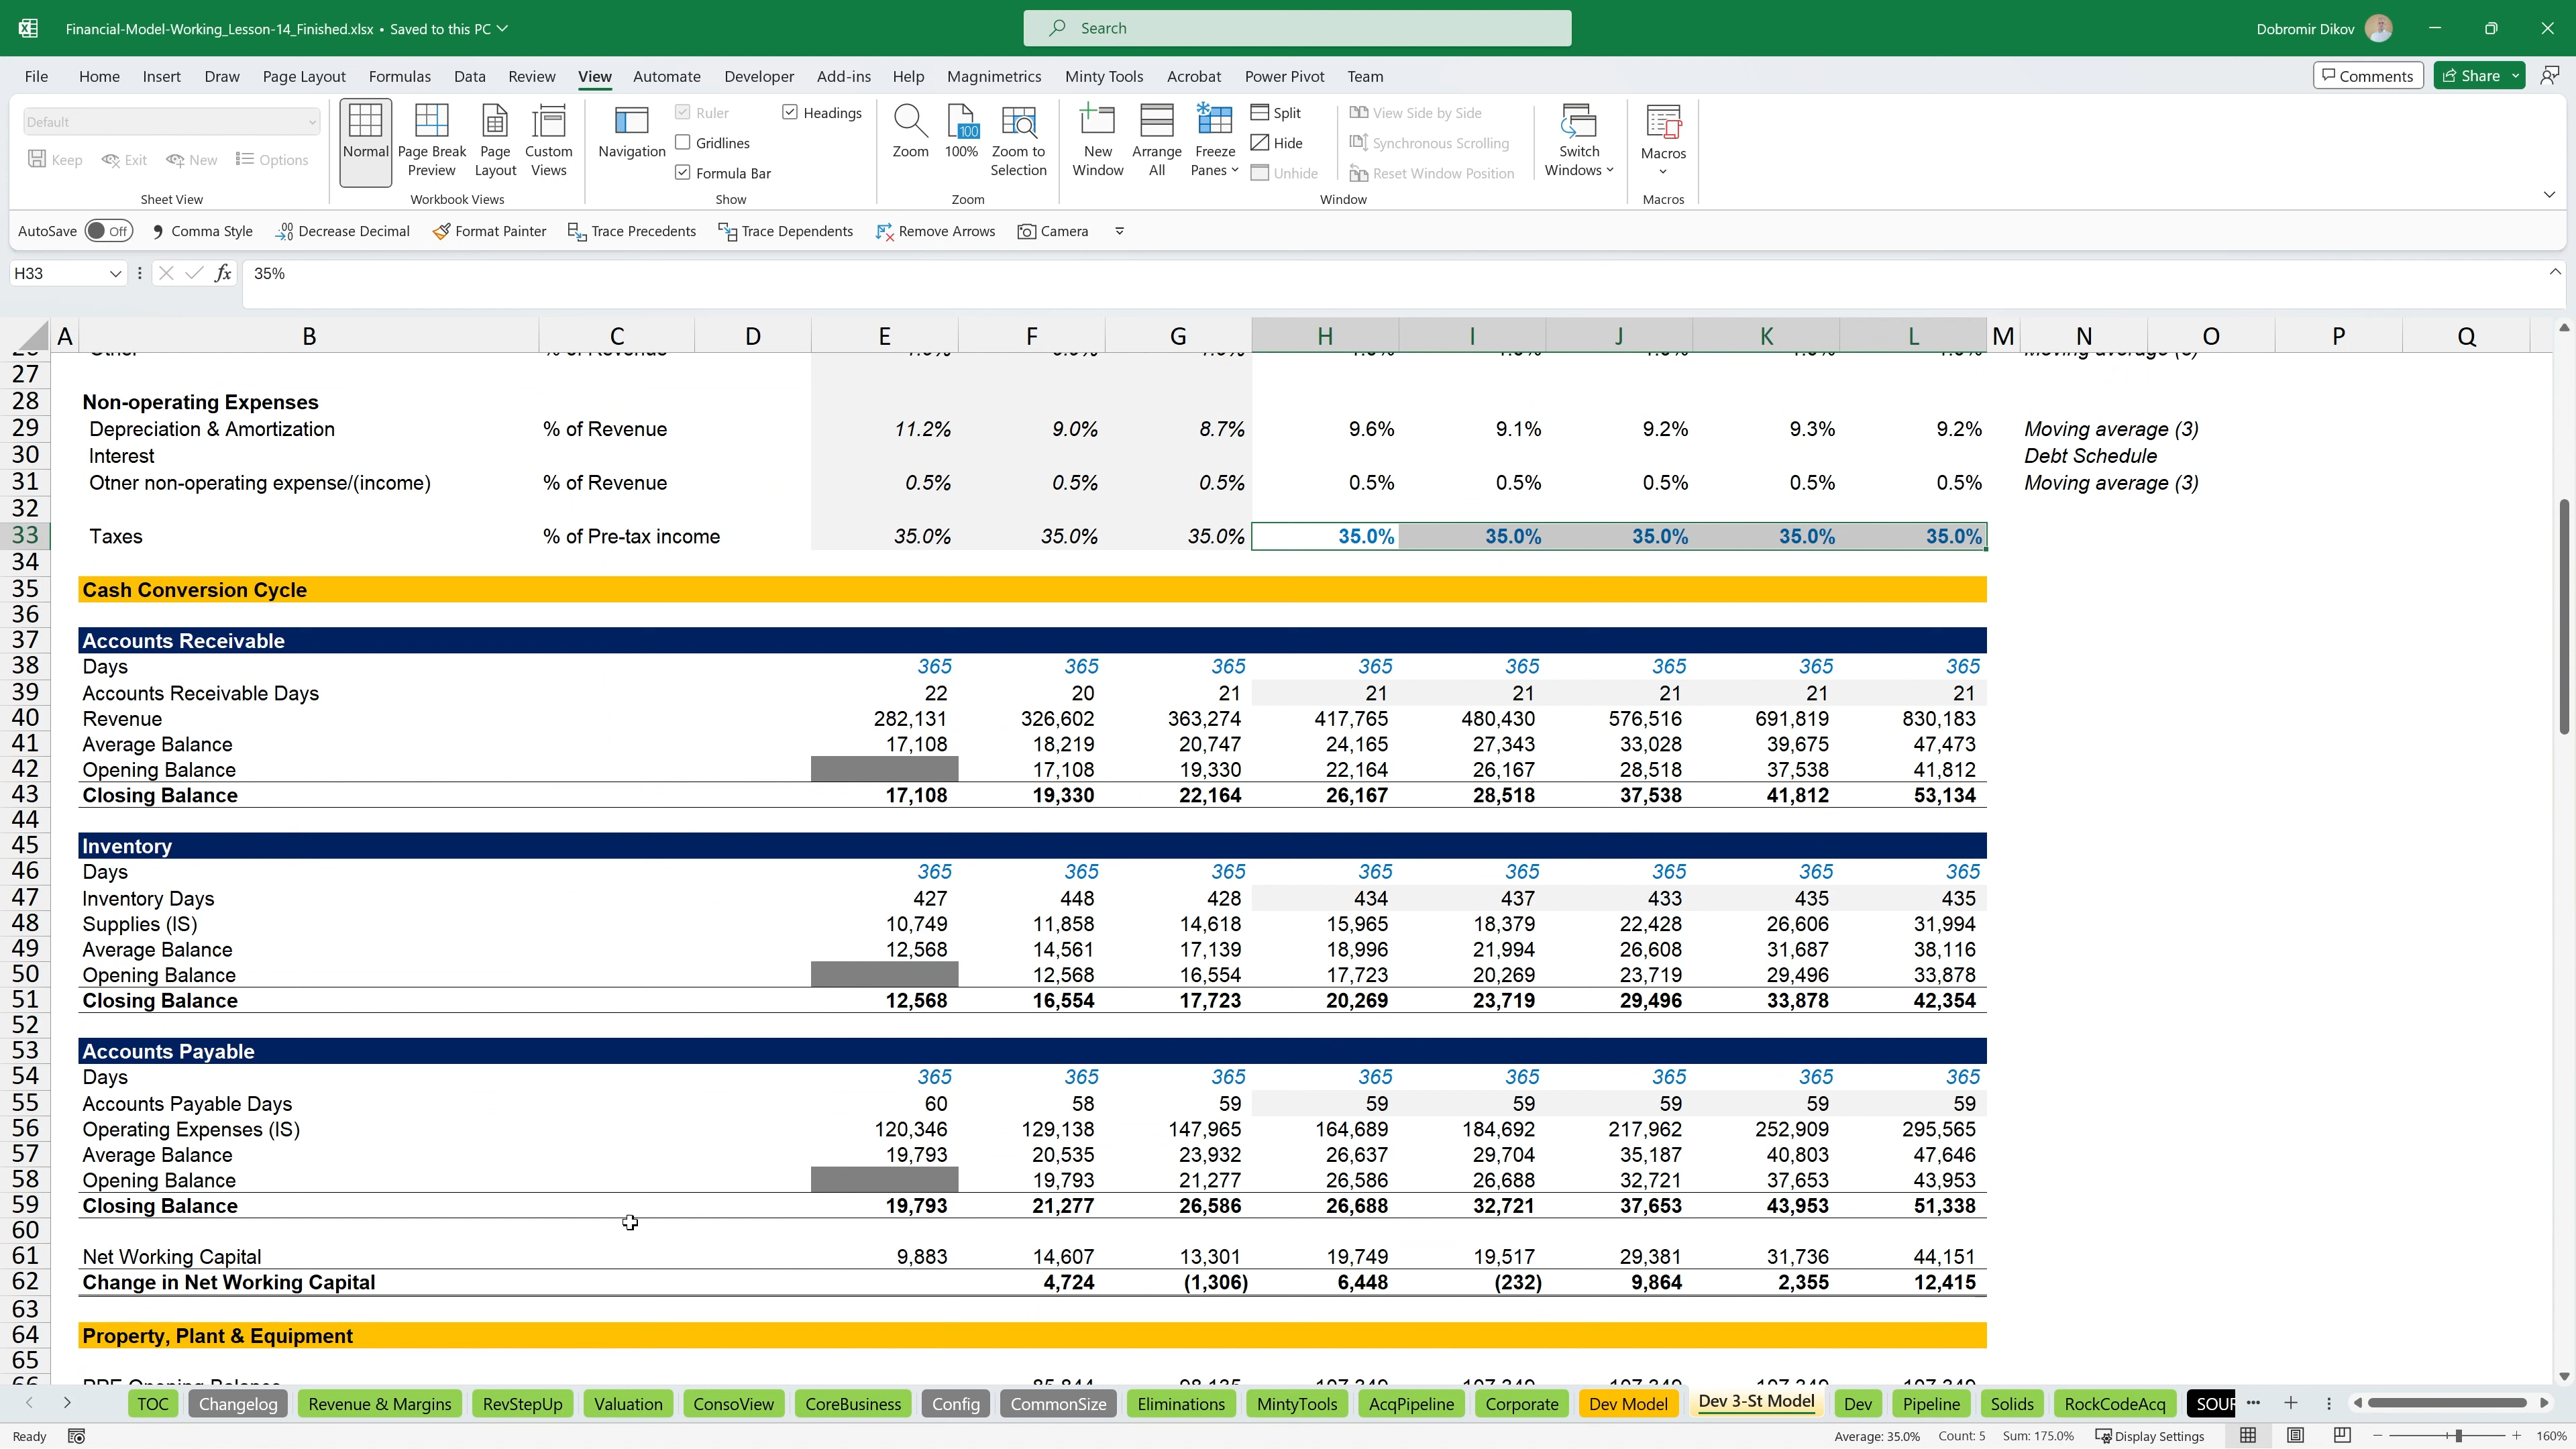 Financial-Model-Working_Lesson-14_Finished.xlsx • Saved to this PC
Search
Dobromir Dikov
File Home Insert Draw Page Layout Formulas Data Review View Automate Developer Add-ins Help Magnimetrics Minty Tools Acrobat Power Pivot Team
Comments Share
Default
Keep Exit New Options
Sheet View
Normal Page Break Preview Page Layout Custom Views
Workbook Views
Navigation Ruler Gridlines Formula Bar Headings
Show
Zoom 100 100% Zoom to Selection
Zoom
New Window Arrange All Freeze Panes Split Hide Unhide View Side by Side Synchronous Scrolling Reset Window Position Switch Windows
Window
Macros
Macros
AutoSave Off Comma Style Decrease Decimal Format Painter Trace Precedents Trace Dependents Remove Arrows Camera
H33 fx 35%
A B C D E F G H I J K L M N O P Q
27
28 Non-operating Expenses
29 Depreciation & Amortization % of Revenue 11.2% 9.0% 8.7% 9.6% 9.1% 9.2% 9.3% 9.2% Moving average (3)
30 Interest Debt Schedule
31 Otner non-operating expense/(income) % of Revenue 0.5% 0.5% 0.5% 0.5% 0.5% 0.5% 0.5% 0.5% Moving average (3)
32
33 Taxes % of Pre-tax income 35.0% 35.0% 35.0% 35.0% 35.0% 35.0% 35.0% 35.0%
34
35 Cash Conversion Cycle
36
37 Accounts Receivable
38 Days 365 365 365 365 365 365 365 365
39 Accounts Receivable Days 22 20 21 21 21 21 21 21
40 Revenue 282,131 326,602 363,274 417,765 480,430 576,516 691,819 830,183
41 Average Balance 17,108 18,219 20,747 24,165 27,343 33,028 39,675 47,473
42 Opening Balance 17,108 19,330 22,164 26,167 28,518 37,538 41,812
43 Closing Balance 17,108 19,330 22,164 26,167 28,518 37,538 41,812 53,134
44
45 Inventory
46 Days 365 365 365 365 365 365 365 365
47 Inventory Days 427 448 428 434 437 433 435 435
48 Supplies (IS) 10,749 11,858 14,618 15,965 18,379 22,428 26,606 31,994
49 Average Balance 12,568 14,561 17,139 18,996 21,994 26,608 31,687 38,116
50 Opening Balance 12,568 16,554 17,723 20,269 23,719 29,496 33,878
51 Closing Balance 12,568 16,554 17,723 20,269 23,719 29,496 33,878 42,354
52
53 Accounts Payable
54 Days 365 365 365 365 365 365 365 365
55 Accounts Payable Days 60 58 59 59 59 59 59 59
56 Operating Expenses (IS) 120,346 129,138 147,965 164,689 184,692 217,962 252,909 295,565
57 Average Balance 19,793 20,535 23,932 26,637 29,704 35,187 40,803 47,646
58 Opening Balance 19,793 21,277 26,586 26,688 32,721 37,653 43,953
59 Closing Balance 19,793 21,277 26,586 26,688 32,721 37,653 43,953 51,338
60
61 Net Working Capital 9,883 14,607 13,301 19,749 19,517 29,381 31,736 44,151
62 Change in Net Working Capital 4,724 (1,306) 6,448 (232) 9,864 2,355 12,415
63
64 Property, Plant & Equipment
65
TOC Changelog Revenue & Margins RevStepUp Valuation ConsoView CoreBusiness Config CommonSize Eliminations MintyTools AcqPipeline Corporate Dev Model Dev 3-St Model Dev Pipeline Solids RockCodeAcq SOUR
Ready Average: 35.0% Count: 5 Sum: 175.0% Display Settings 160%